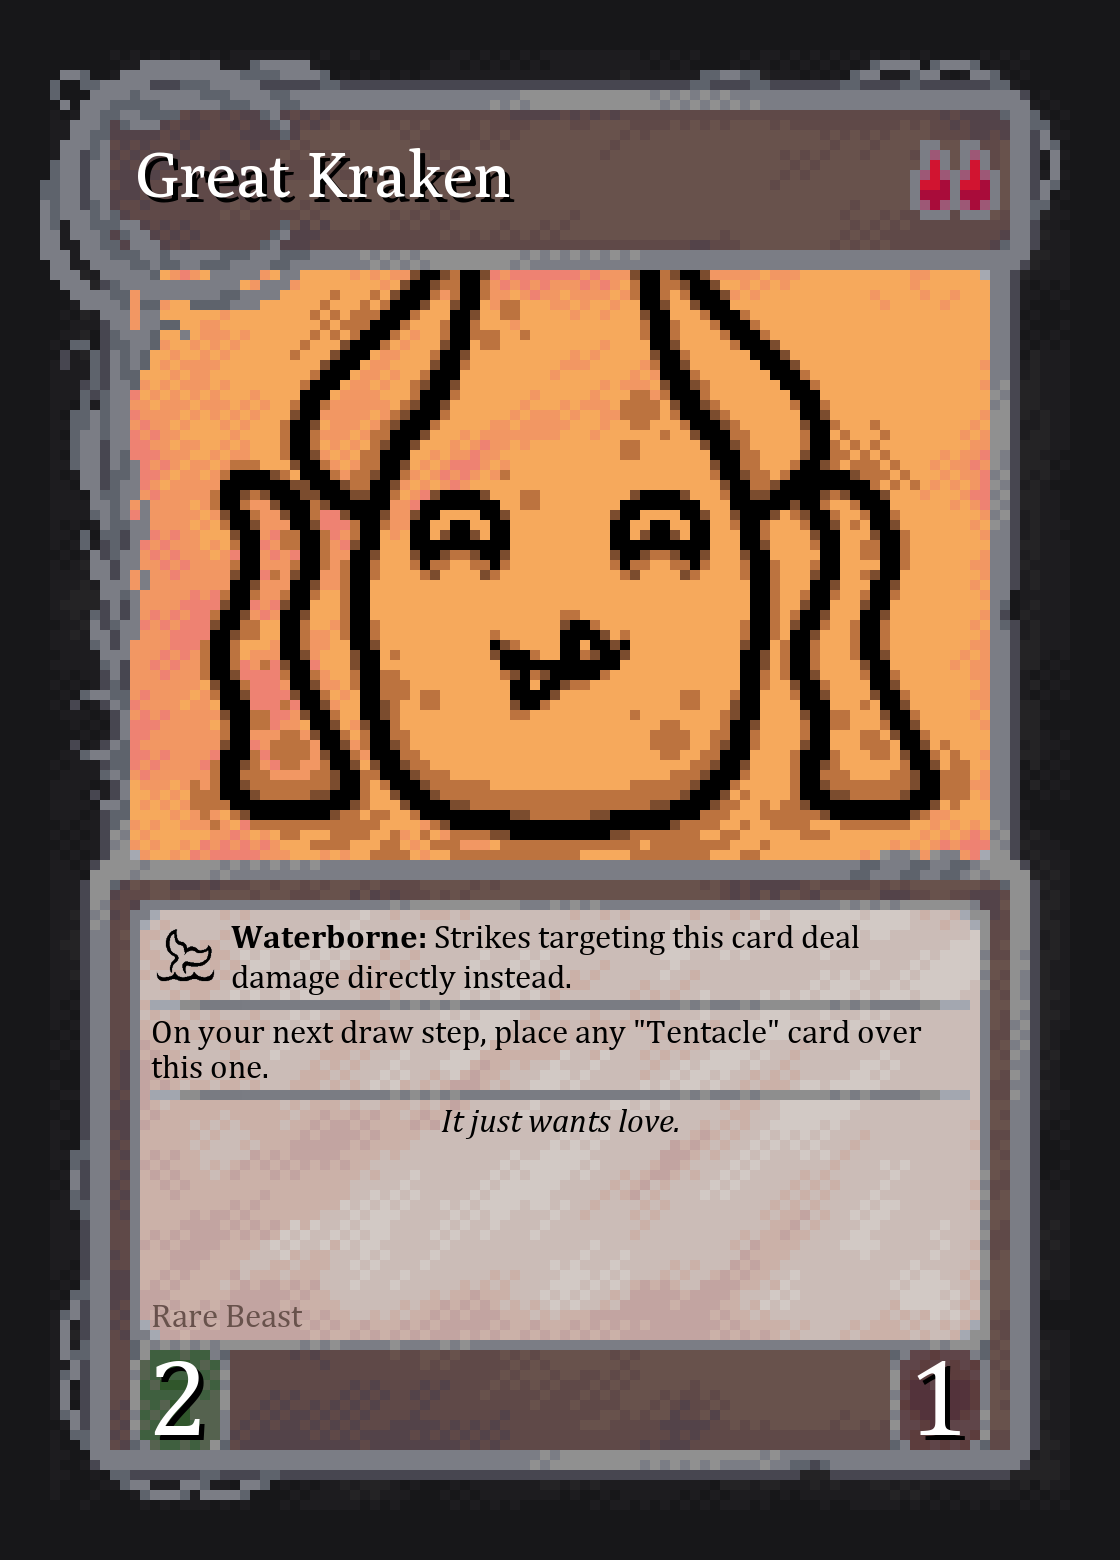 Great Kraken
Waterborne: Strikes targeting this card deal
damage directly instead.
On your next draw step, place any "Tentacle" card over
this one.
It just wants love.
Rare Beast
2
1